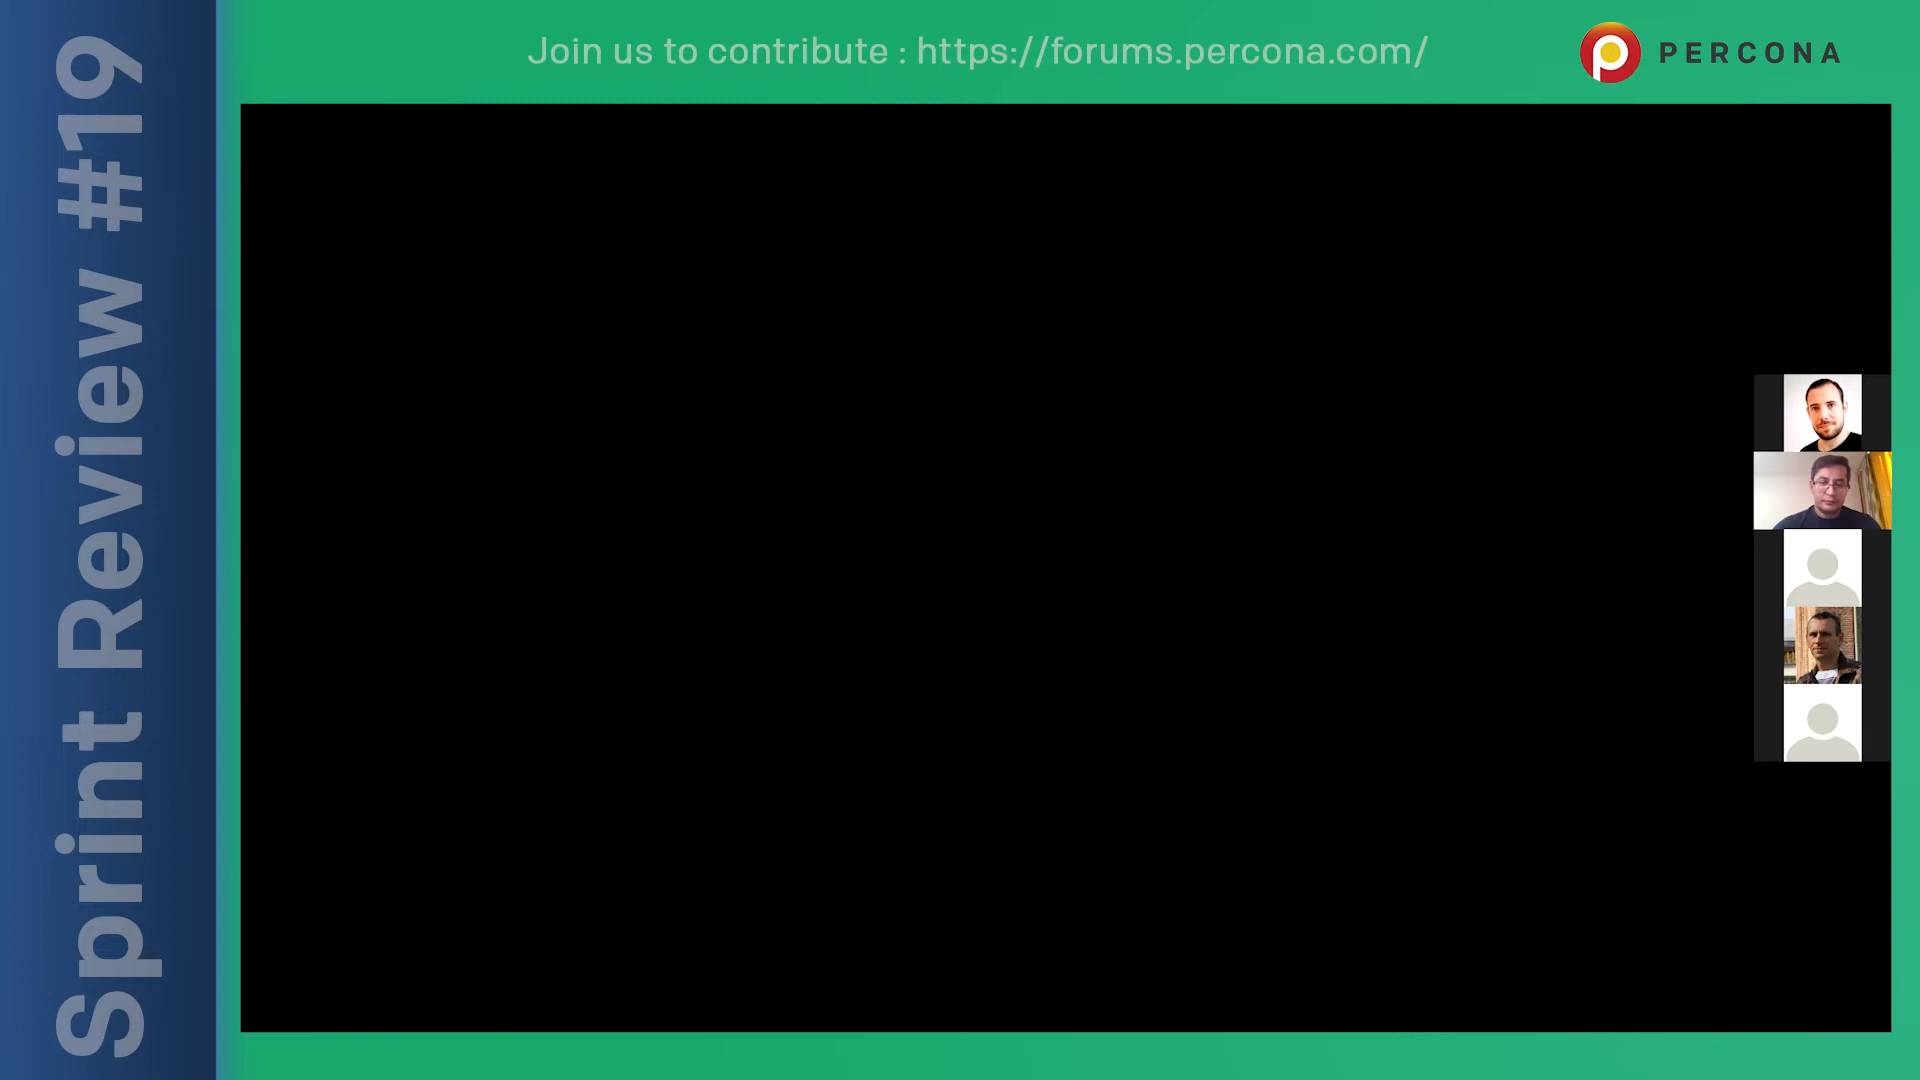 Join us to contribute : https://forums.percona.com/
PERCONA
Sprint Review #19